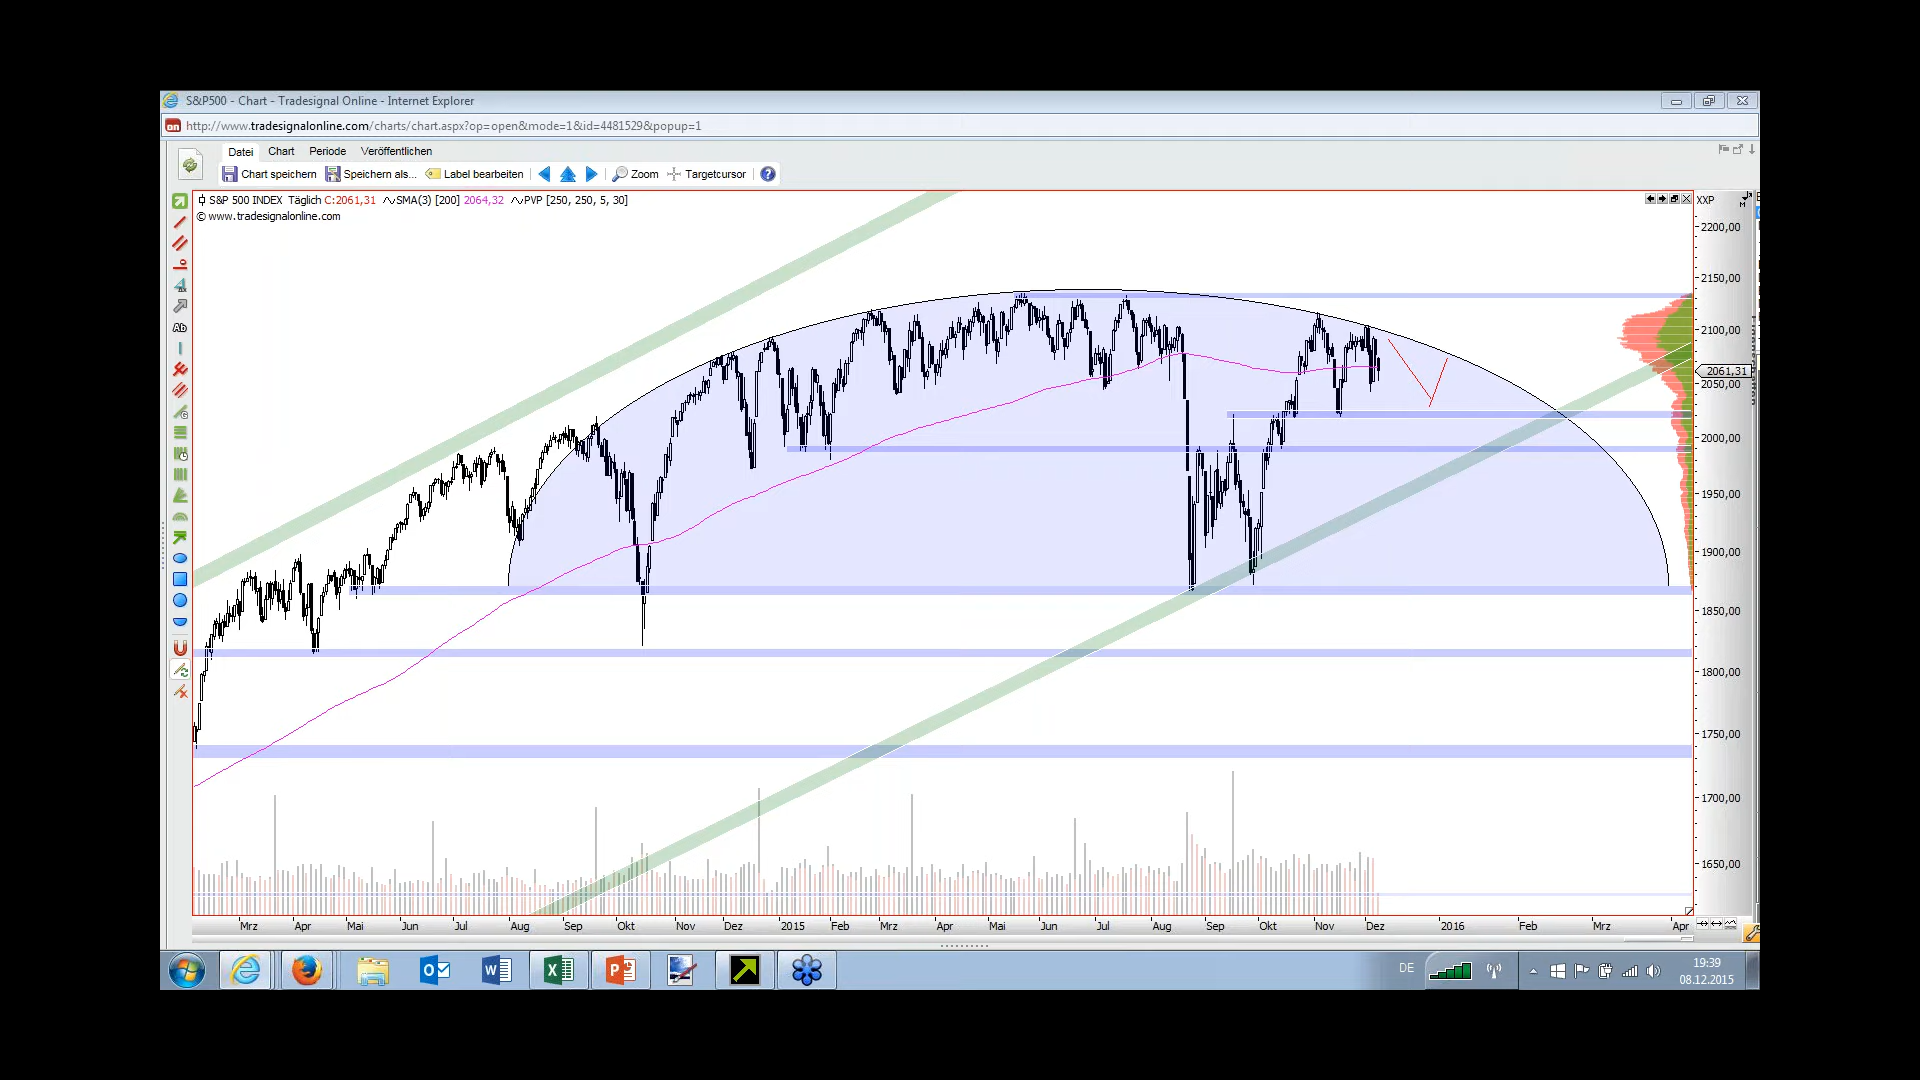 S&P500 - Chart - Tradesignal Online - Internet Explorer
http://www.tradesignalonline.com/charts/chart.aspx?op=open&mode=1&id=4481529&popup=1
Datei Chart Periode Veröffentlichen
Chart speichern Speichern als... Label bearbeiten Zoom Targetcursor ?
S&P 500 INDEX Täglich C:2061,31 SMA(3) [200] 2064,32 PVP [250, 250, 5, 30]
© www.tradesignalonline.com
XXP
2200,00
2150,00
2100,00
2061,31
2050,00
2000,00
1950,00
1900,00
1850,00
1800,00
1750,00
1700,00
1650,00
Ab
Mrz Apr Mai Jun Jul Aug Sep Okt Nov Dez 2015 Feb Mrz Apr Mai Jun Jul Aug Sep Okt Nov Dez 2016 Feb Mrz Apr
DE
19:39
08.12.2015